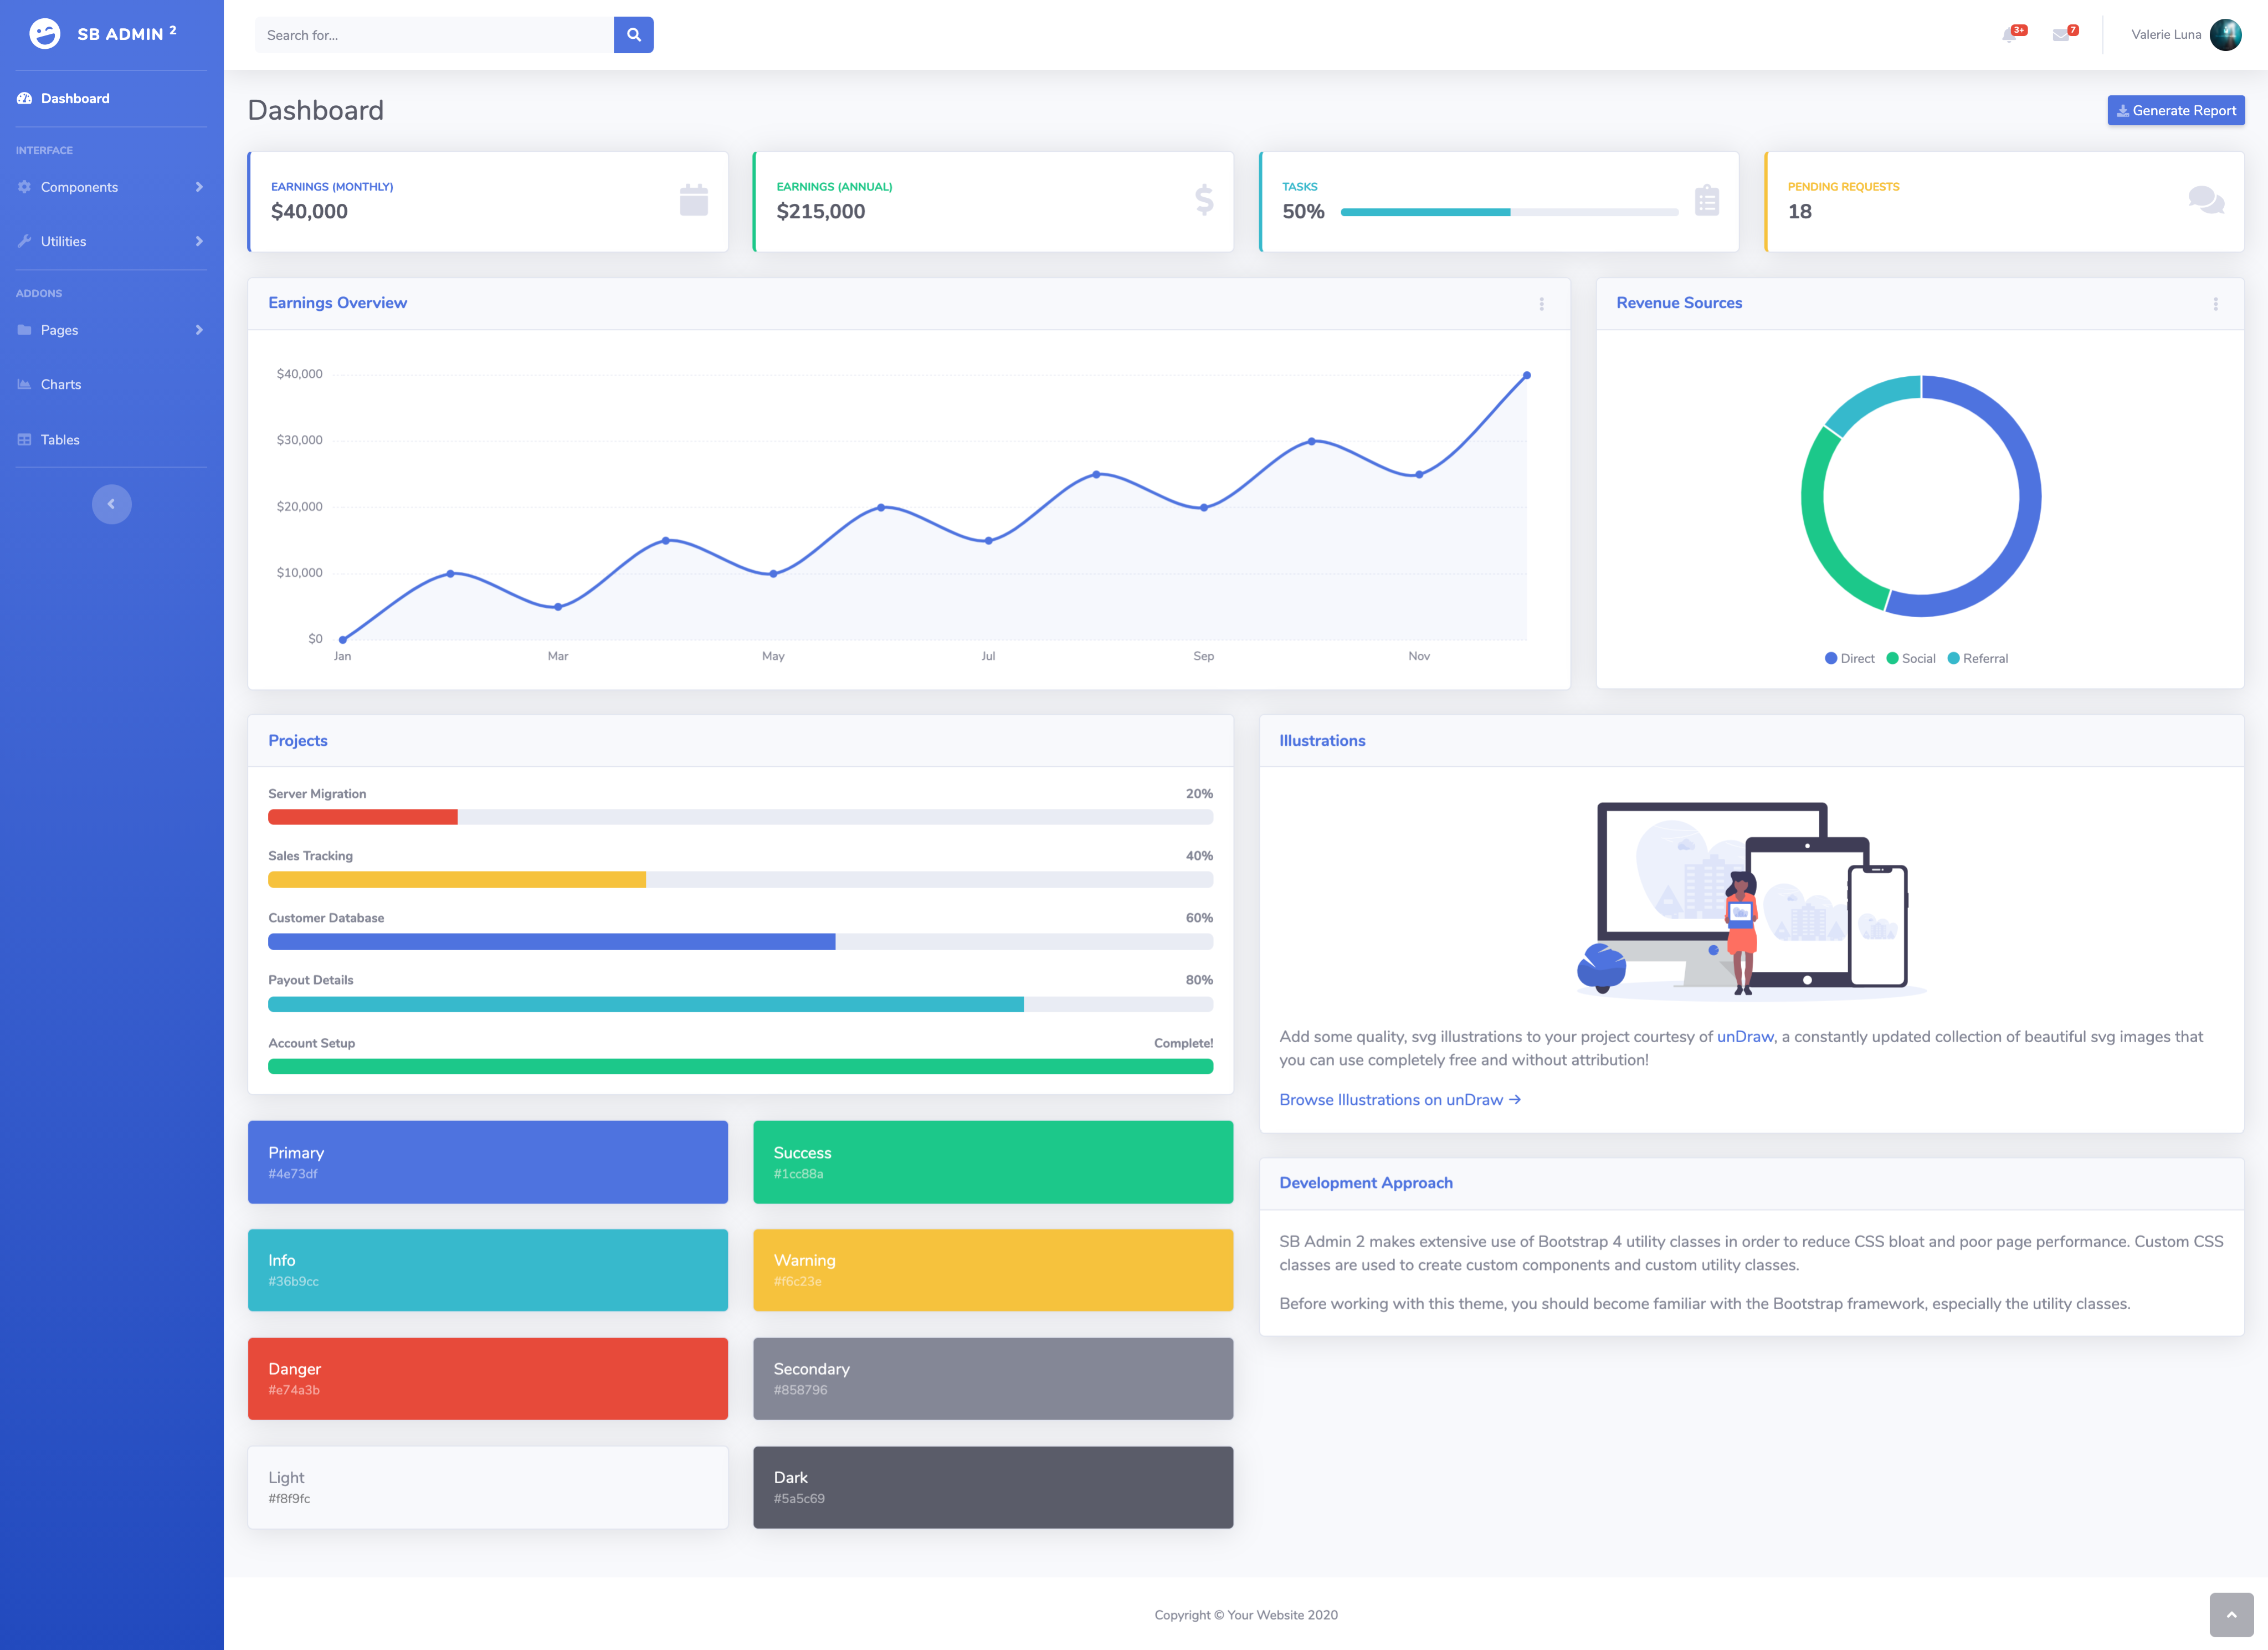 SB ADMIN 2
Dashboard
INTERFACE
Components
Utilities
ADDONS
Pages
Charts
Tables
Search for...
3+
7
Valerie Luna
Dashboard
Generate Report
EARNINGS (MONTHLY)
$40,000
EARNINGS (ANNUAL)
$215,000
TASKS
50%
PENDING REQUESTS
18
Earnings Overview
$40,000
$30,000
$20,000
$10,000
$0
Jan Mar May Jul Sep Nov
Revenue Sources
Direct Social Referral
Projects
Server Migration 20%
Sales Tracking 40%
Customer Database 60%
Payout Details 80%
Account Setup Complete!
Primary
#4e73df
Success
#1cc88a
Info
#36b9cc
Warning
#f6c23e
Danger
#e74a3b
Secondary
#858796
Light
#f8f9fc
Dark
#5a5c69
Illustrations
Add some quality, svg illustrations to your project courtesy of unDraw, a constantly updated collection of beautiful svg images that
you can use completely free and without attribution!
Browse Illustrations on unDraw →
Development Approach
SB Admin 2 makes extensive use of Bootstrap 4 utility classes in order to reduce CSS bloat and poor page performance. Custom CSS
classes are used to create custom components and custom utility classes.
Before working with this theme, you should become familiar with the Bootstrap framework, especially the utility classes.
Copyright © Your Website 2020